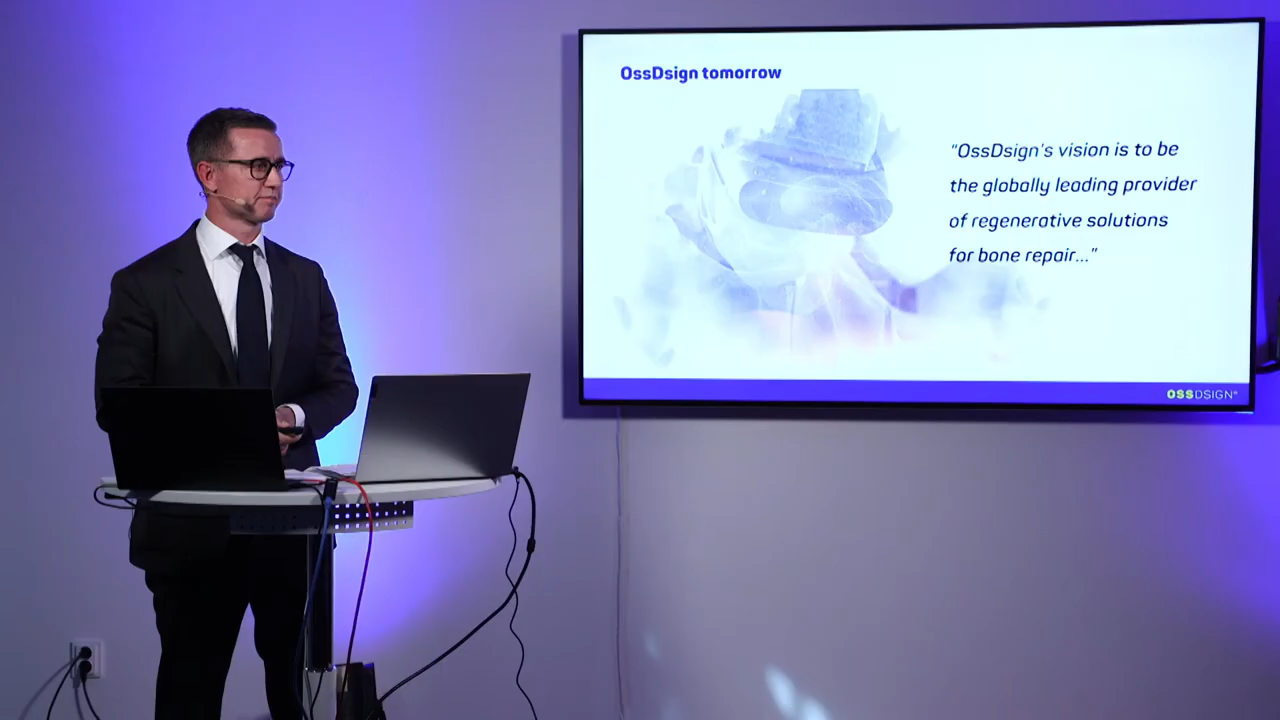 OssDsign tomorrow
"OssDsign's vision is to be
the globally leading provider
of regenerative solutions
for bone repair..."
OSSDSIGN®